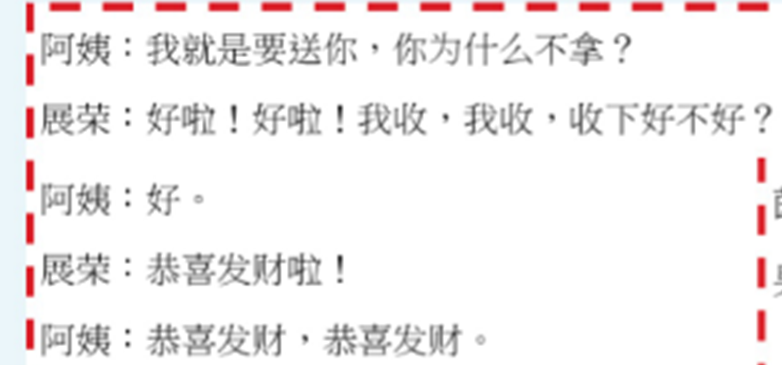 阿姨：我就是要送你，你为什么不拿？
展荣：好啦！好啦！我收，我收，收下好不好？
阿姨：好。
展荣：恭喜发财啦！
阿姨：恭喜发财，恭喜发财。